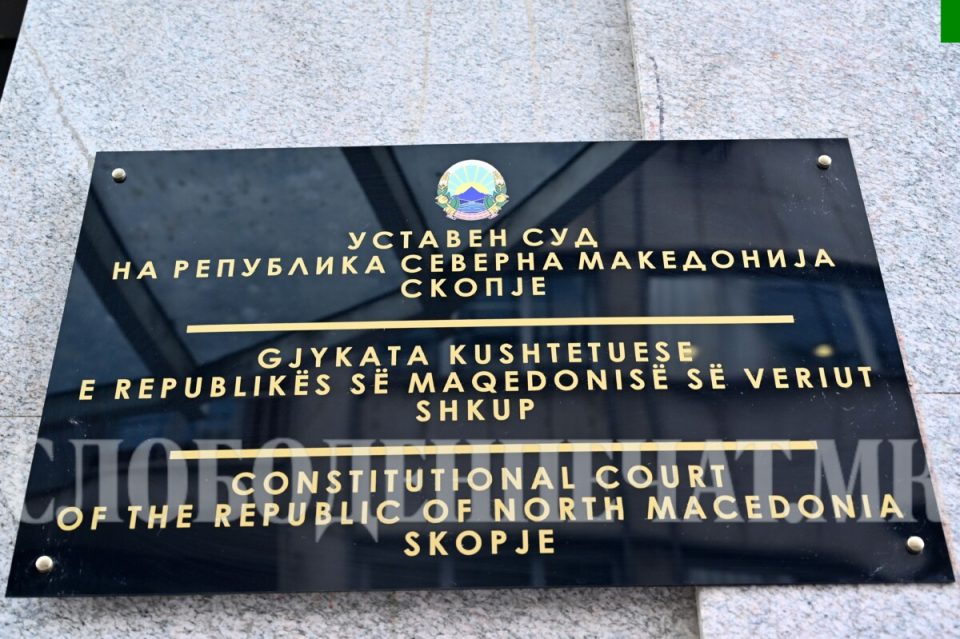 УСТАВЕН СУД
НА РЕПУБЛИКА СЕВЕРНА МАКЕДОНИЈА
СКОПЈЕ
GJYKATA KUSHTETUESE
E REPUBLIKËS SË MAQEDONISË SË VERIUT
SHKUP
СЛОБОДЕНПЕЧАТ.МК
CONSTITUTIONAL COURT
OF THE REPUBLIC OF NORTH MACEDONIA
SKOPJE